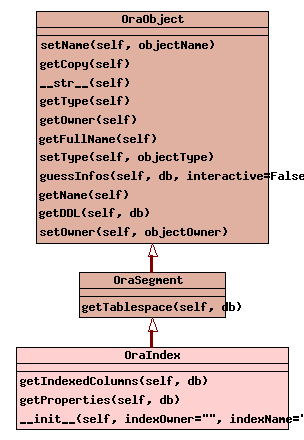 OraObject
setName(self, objectName)
getCopy(self)
__str__(self)
getType(self)
getOwner(self)
getFullName(self)
setType(self, objectType)
guessInfos(self, db, interactive=False
getName(self)
getDDL(self, db)
setOwner(self, objectOwner)
OraSegment
getTablespace(self, db)
OraIndex
getIndexedColumns(self, db)
getProperties(self, db)
__init__(self, indexOwner="", indexName="